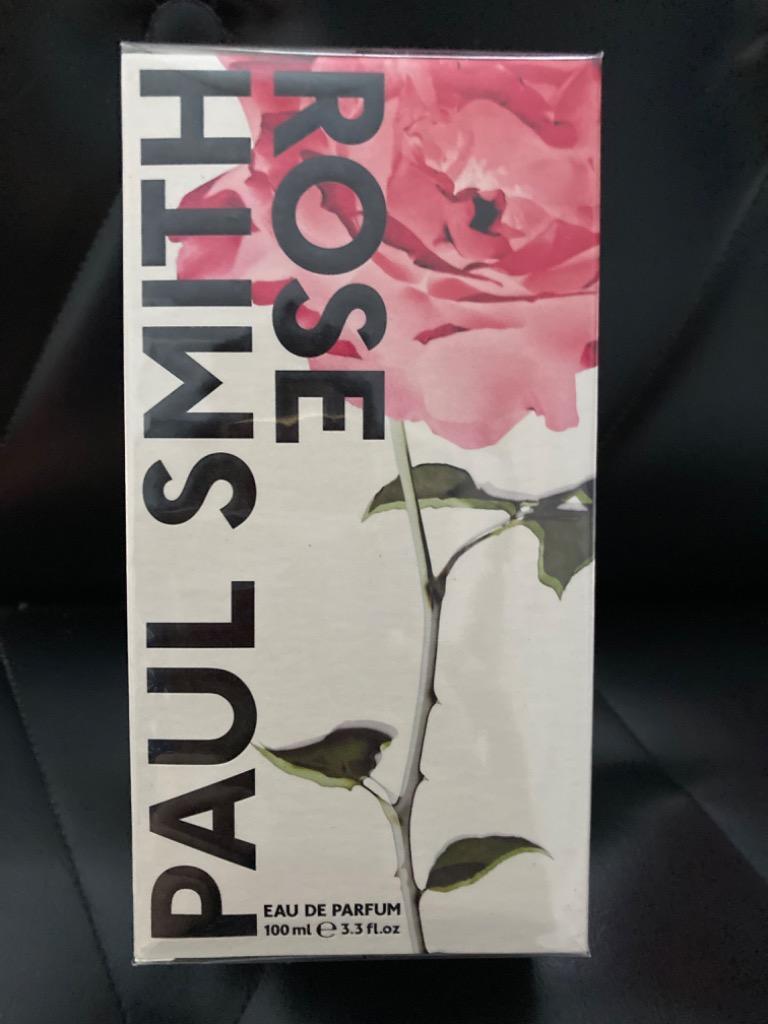 PAUL SMITH
ROSE
EAU DE PARFUM
100 ml ℮ 3.3 fl.oz